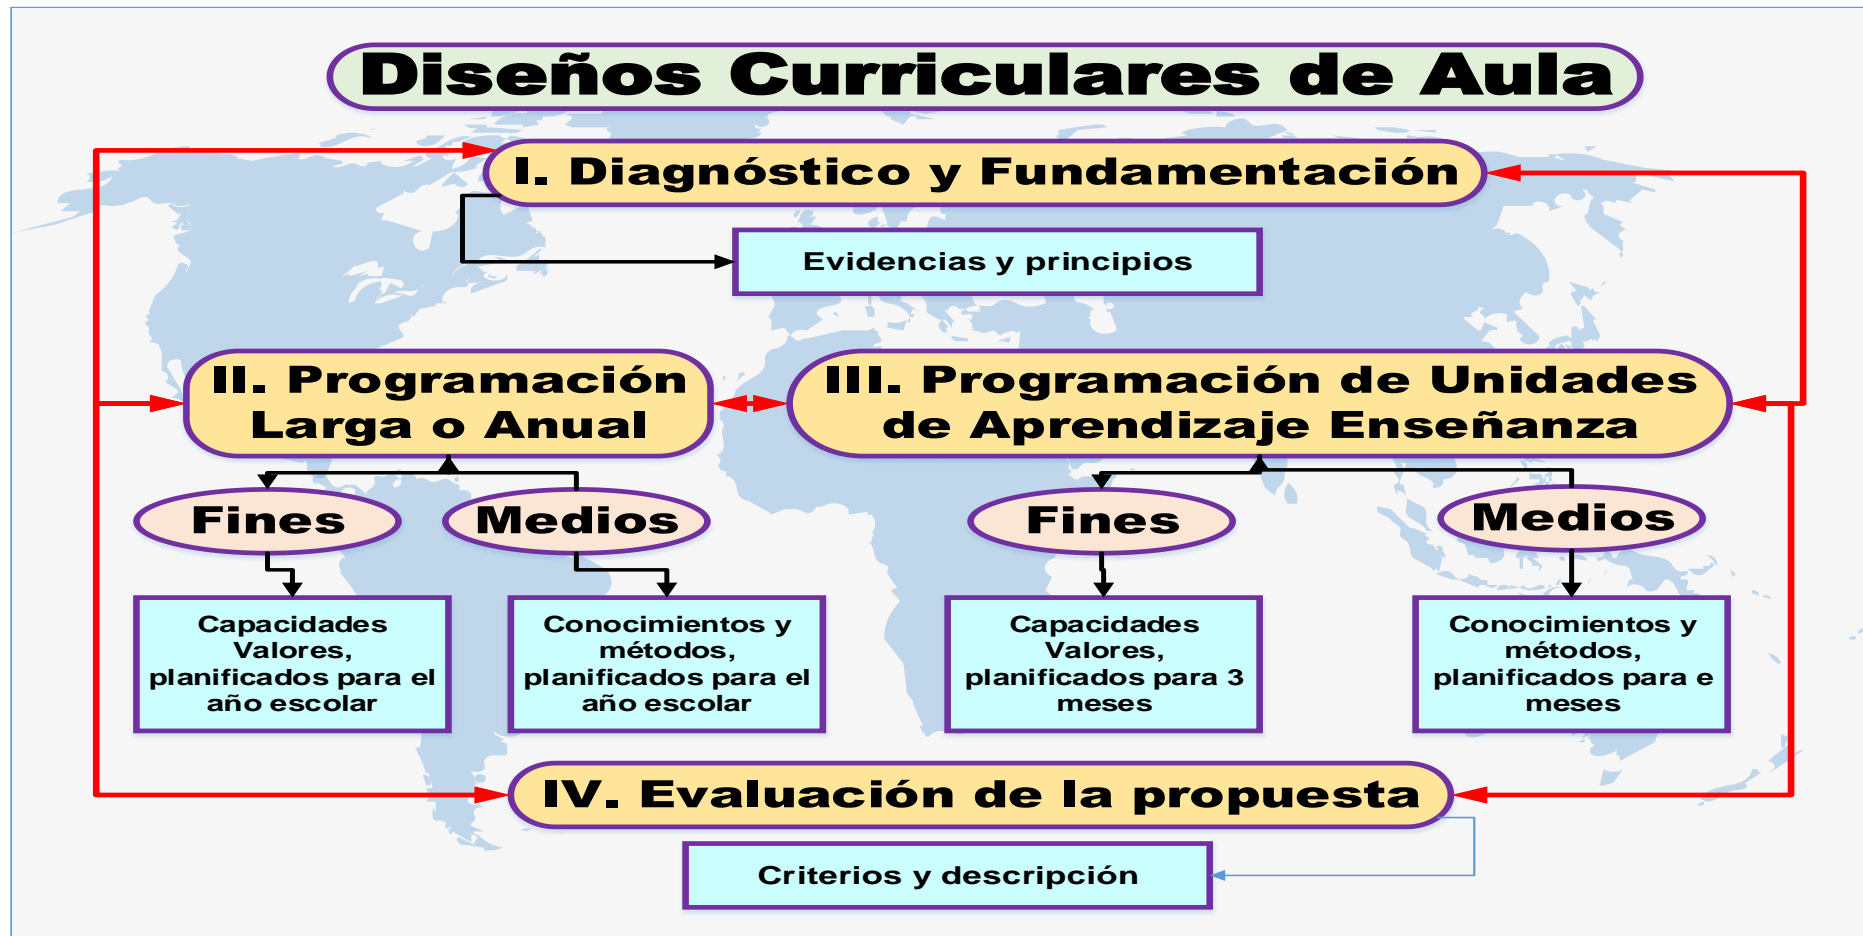 Diseños Curriculares de Aula
I. Diagnóstico y Fundamentación
Evidencias y principios
II. Programación
Larga o Anual
III. Programación de Unidades
de Aprendizaje Enseñanza
Fines
Medios
Fines
Medios
Capacidades
Valores,
planificados para el
año escolar
Conocimientos y
métodos,
planificados para el
año escolar
Capacidades
Valores,
planificados para 3
meses
Conocimientos y
métodos,
planificados para e
meses
IV. Evaluación de la propuesta
Criterios y descripción